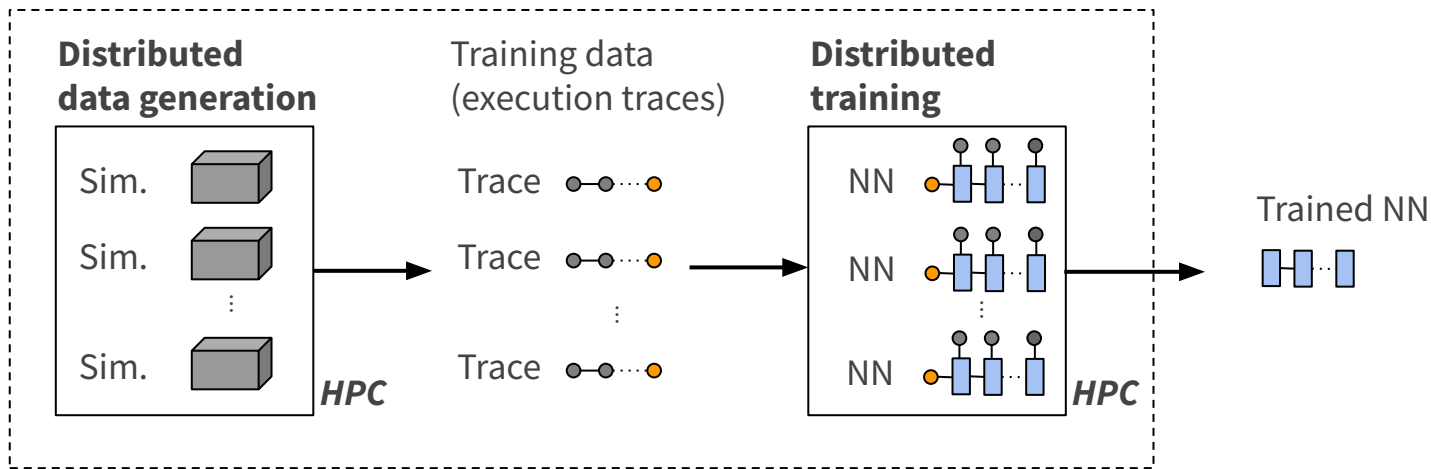 Distributed
data generation
Sim.
Sim.
Sim.
HPC
Training data
(execution traces)
Trace
Trace
Trace
Distributed
training
NN
NN
NN
HPC
Trained NN